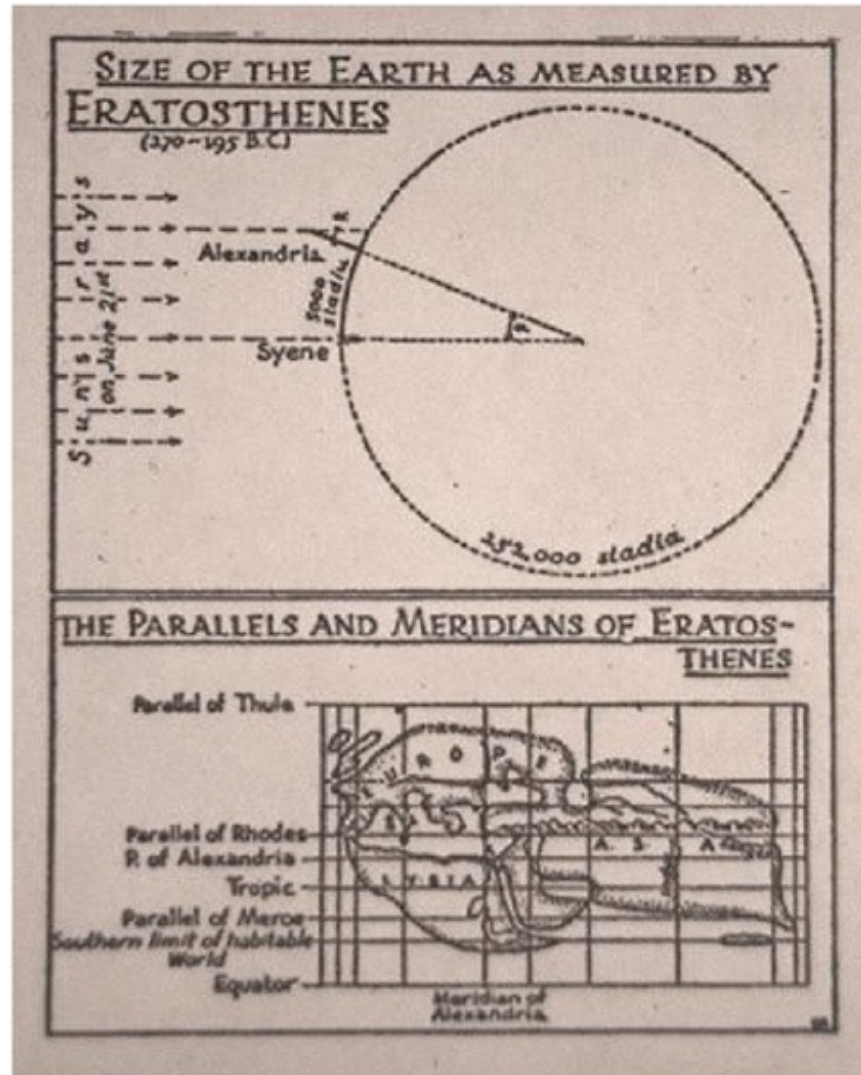 SIZE OF THE EARTH AS MEASURED BY
ERATOSTHENES
(270-195 B.C)
Sun's rays
on June 21st
Alexandria
5000
stadia
Syene
252.000 stadia
THE PARALLELS AND MERIDIANS OF ERATOS-
THENES
Parallel of Thule
EUROPE
Parallel of Rhodes
P. of Alexandria
ASIA
LYBIA
Tropic
Parallel of Meroe
Southern limit of habitable
World
Equator
Meridian of
Alexandria